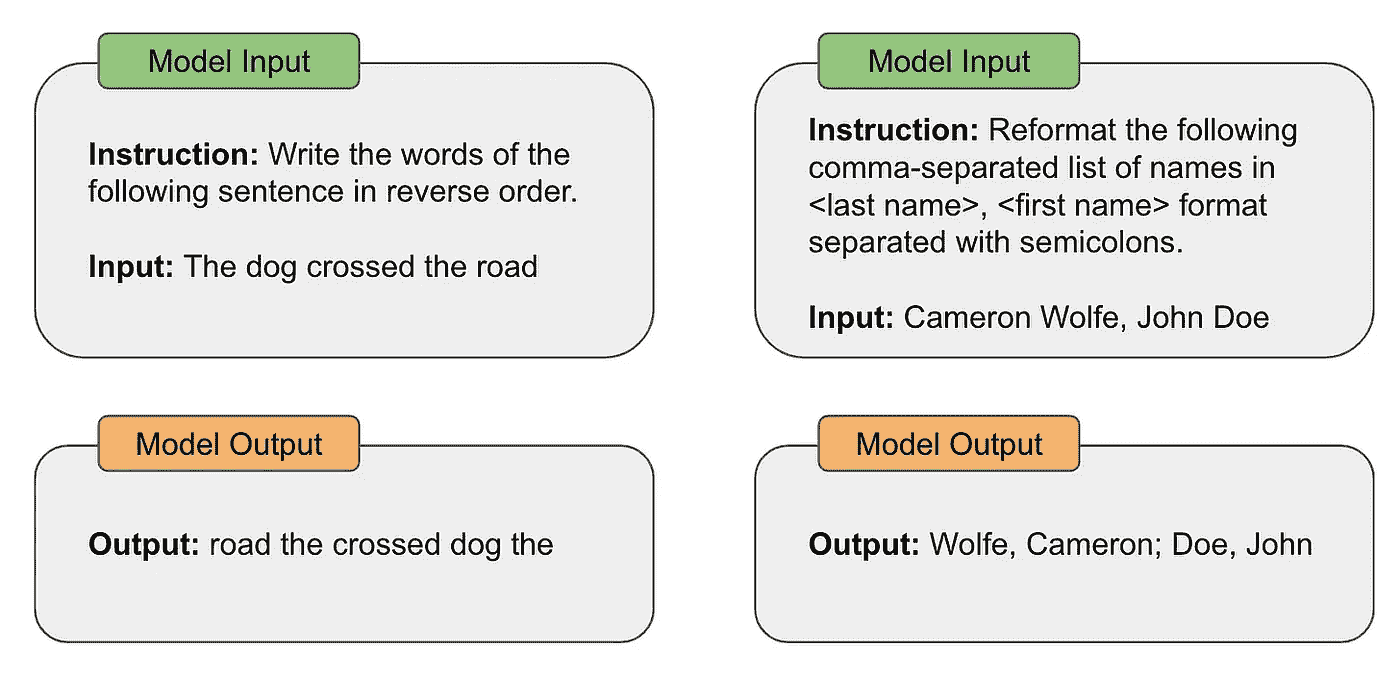 Model Input
Instruction: Write the words of the
following sentence in reverse order.
Input: The dog crossed the road
Model Output
Output: road the crossed dog the
Model Input
Instruction: Reformat the following
comma-separated list of names in
<last name>, <first name> format
separated with semicolons.
Input: Cameron Wolfe, John Doe
Model Output
Output: Wolfe, Cameron; Doe, John